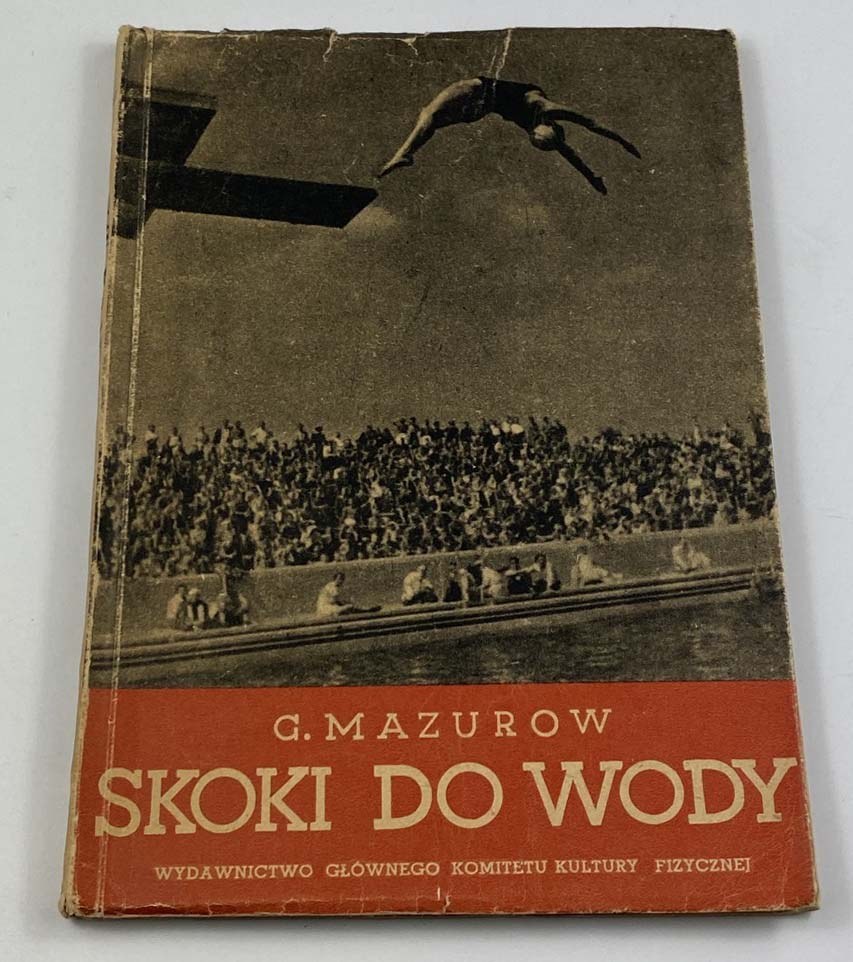 G. MAZUROW
SKOKI DO WODY
WYDAWNICTWO GŁÓWNEGO KOMITETU KULTURY FIZYCZNEJ